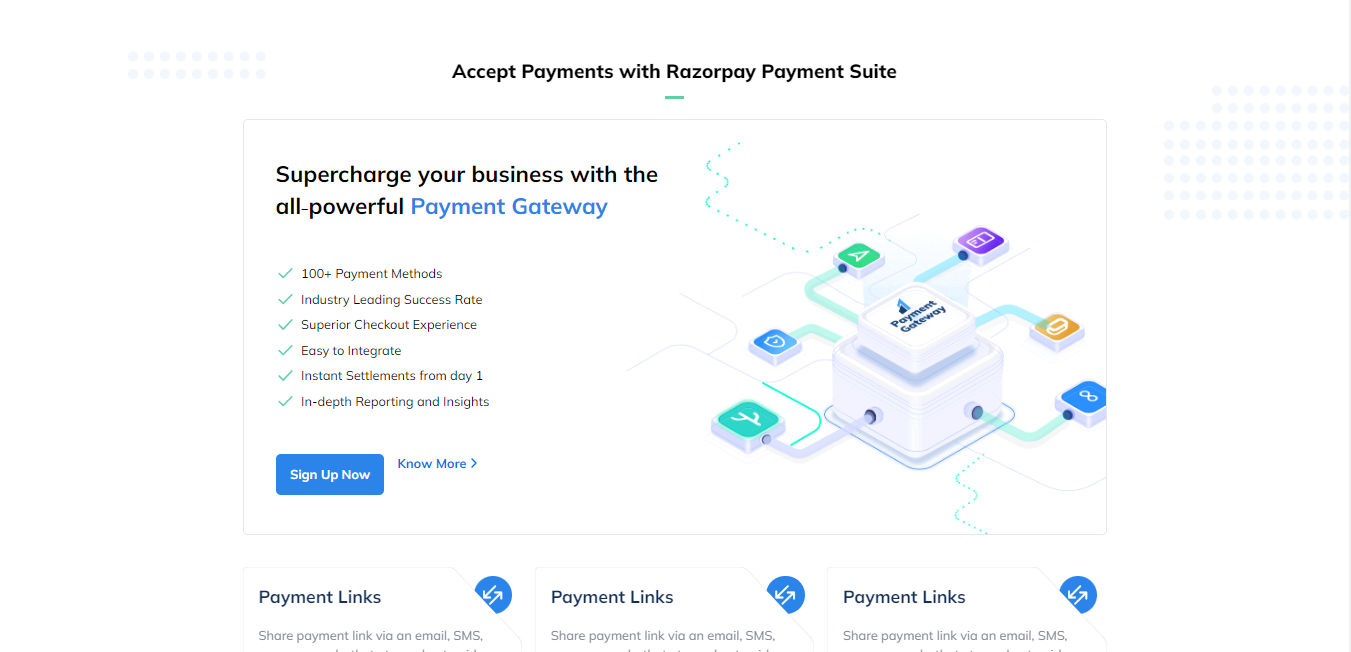 Accept Payments with Razorpay Payment Suite
Supercharge your business with the
all-powerful Payment Gateway
100+ Payment Methods
Industry Leading Success Rate
Superior Checkout Experience
Easy to Integrate
Instant Settlements from day 1
In-depth Reporting and Insights
Sign Up Now
Know More
Payment
Gateway
Payment Links
Share payment link via an email, SMS,
Payment Links
Share payment link via an email, SMS,
Payment Links
Share payment link via an email, SMS,